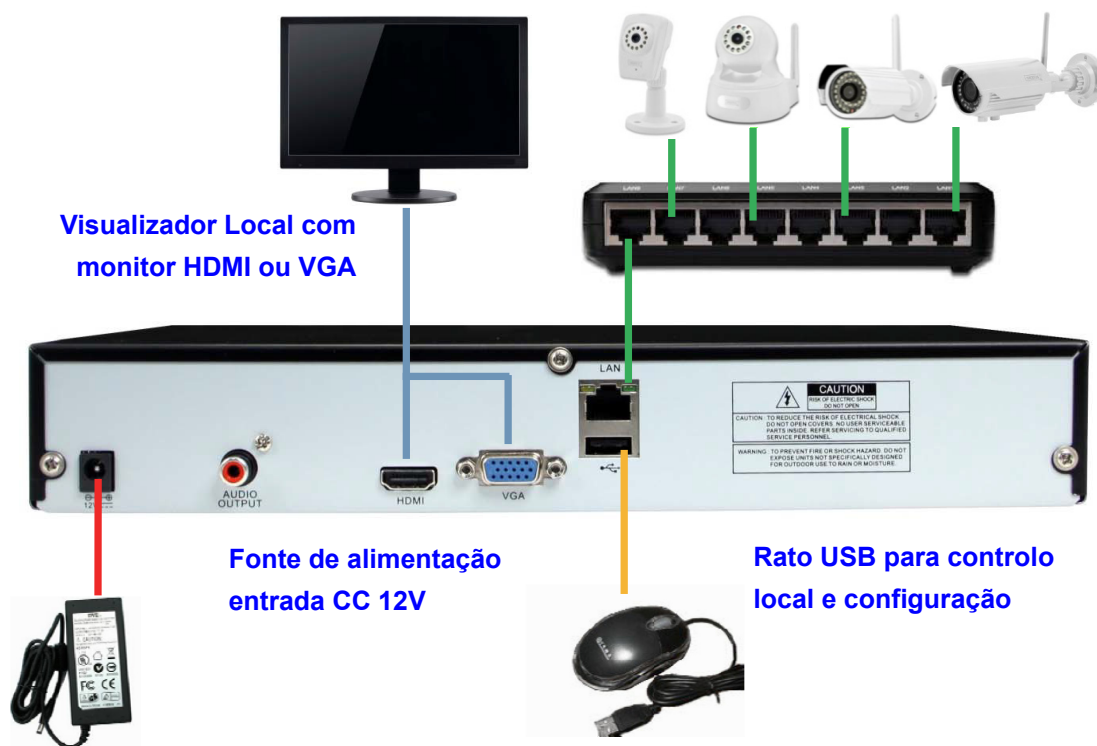 Visualizador Local com
monitor HDMI ou VGA
LAN
CAUTION
RISK OF ELECTRIC SHOCK
DO NOT OPEN
CAUTION : TO REDUCE THE RISK OF ELECTRICAL SHOCK
DO NOT OPEN COVERS. NO USER SERVICEABLE
PARTS INSIDE. REFER SERVICING TO QUALIFIED
SERVICE PERSONNEL.
WARNING : TO PREVENT FIRE OR SHOCK HAZARD. DO NOT
EXPOSE UNITS NOT SPECIFICALLY DESIGNED
FOR OUTDOOR USE TO RAIN OR MOISTURE.
12V
AUDIO
OUTPUT
HDMI
VGA
Fonte de alimentação
entrada CC 12V
Rato USB para controlo
local e configuração
CAUTION
FC CE